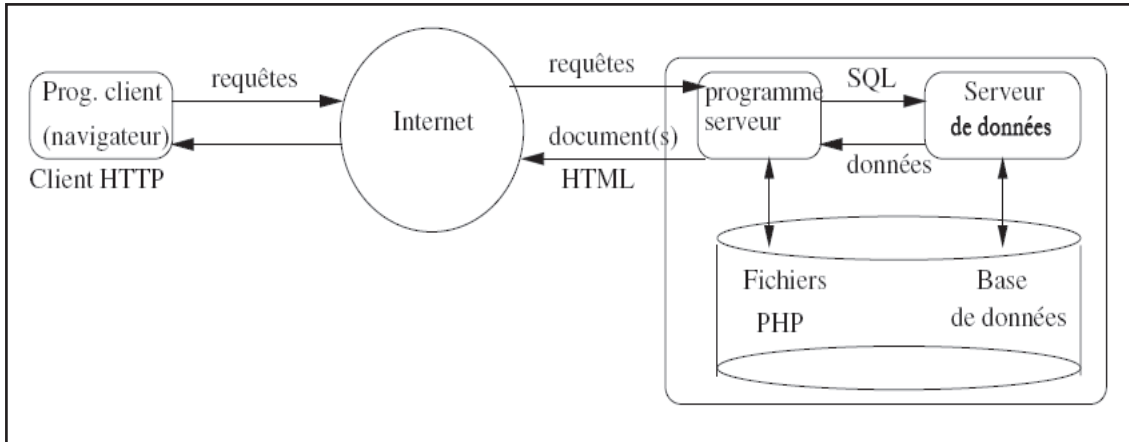 Prog. client
(navigateur)
Client HTTP
requêtes
Internet
requêtes
document(s)
HTML
programme
serveur
SQL
données
Serveur
de données
Fichiers
PHP
Base
de données